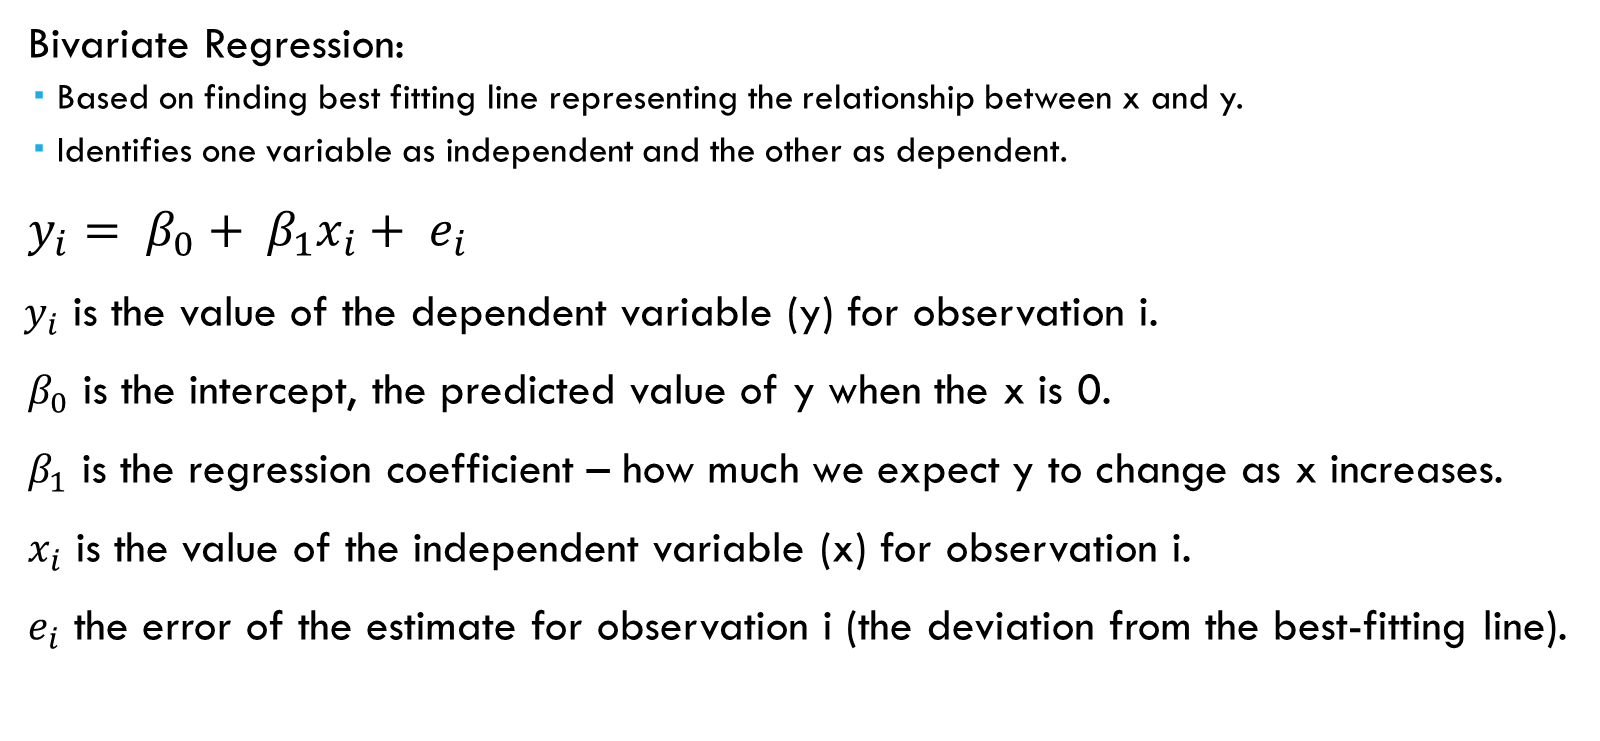 Bivariate Regression:
▪ Based on finding best fitting line representing the relationship between x and y.
▪ Identifies one variable as independent and the other as dependent.
𝑦ᵢ = 𝛽₀ + 𝛽₁𝑥ᵢ + 𝑒ᵢ
𝑦ᵢ is the value of the dependent variable (y) for observation i.
𝛽₀ is the intercept, the predicted value of y when the x is 0.
𝛽₁ is the regression coefficient – how much we expect y to change as x increases.
𝑥ᵢ is the value of the independent variable (x) for observation i.
𝑒ᵢ the error of the estimate for observation i (the deviation from the best-fitting line).